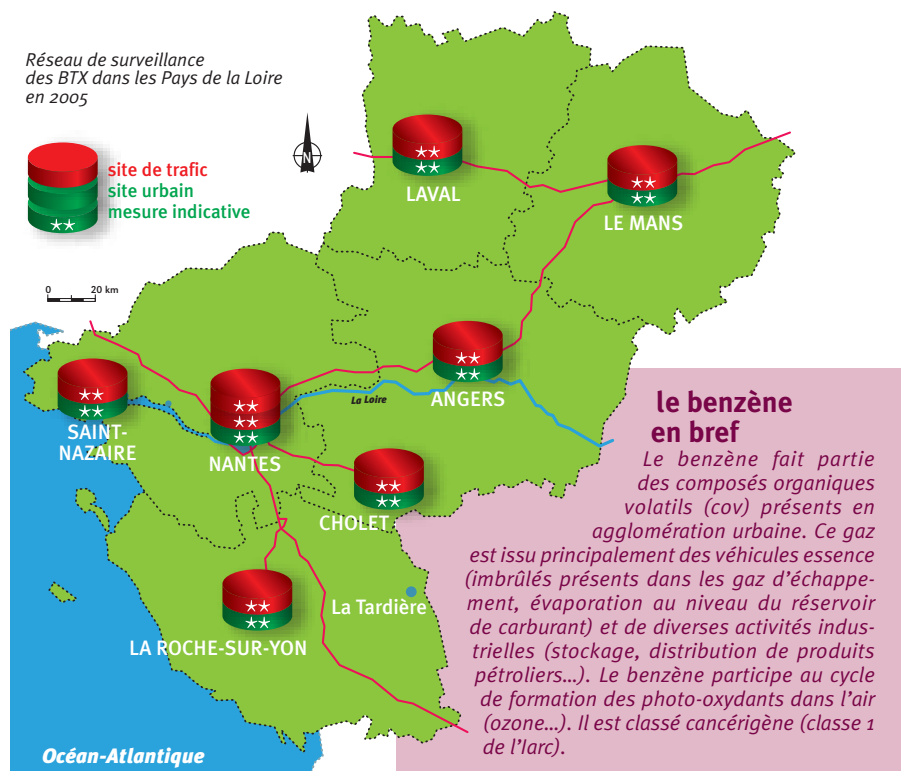 Réseau de surveillance
des BTX dans les Pays de la Loire
en 2005
N
site de trafic
site urbain
mesure indicative
0 20 km
LAVAL
LE MANS
ANGERS
La Loire
SAINT-
NAZAIRE
NANTES
CHOLET
La Tardière
LA ROCHE-SUR-YON
Océan-Atlantique
le benzène
en bref
Le benzène fait partie
des composés organiques
volatils (cov) présents en
agglomération urbaine. Ce gaz
est issu principalement des véhicules essence
(imbrûlés présents dans les gaz d'échappe-
ment, évaporation au niveau du réservoir
de carburant) et de diverses activités indus-
trielles (stockage, distribution de produits
pétroliers...). Le benzène participe au cycle
de formation des photo-oxydants dans l'air
(ozone...). Il est classé cancérigène (classe 1
de l'Iarc).